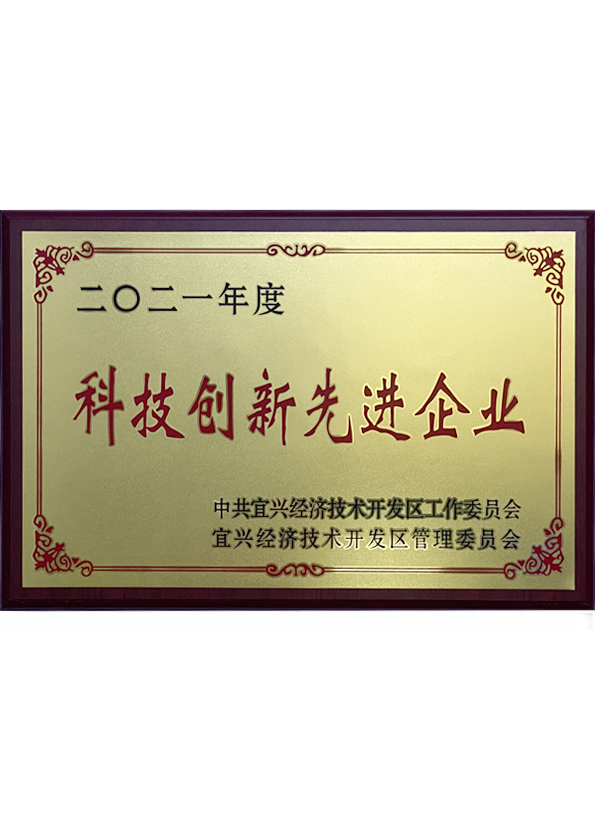 二〇二一年度
科技创新先进企业
中共宜兴经济技术开发区工作委员会
宜兴经济技术开发区管理委员会